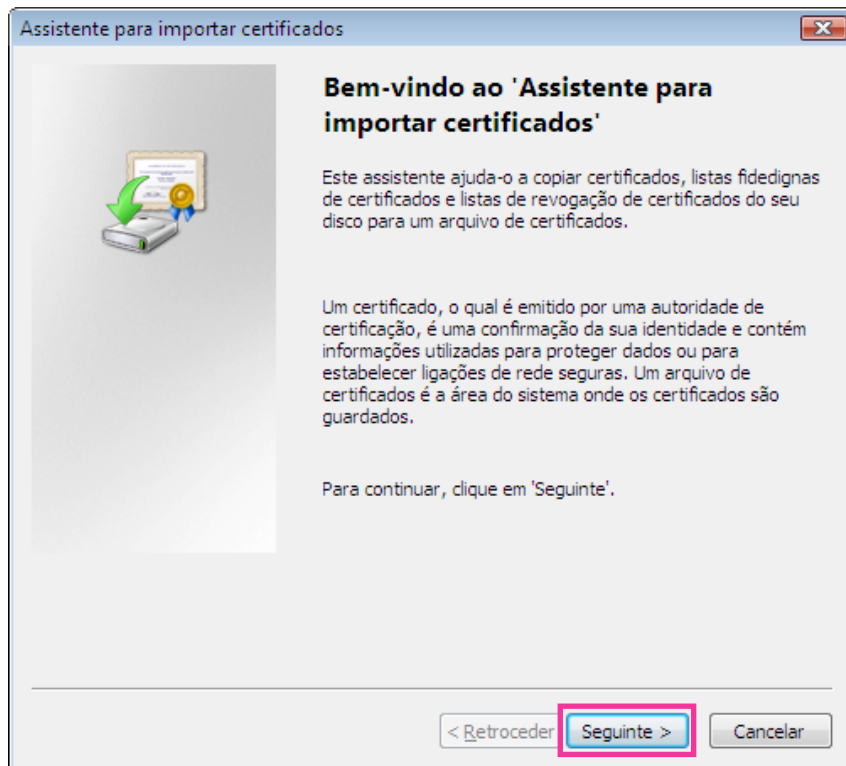 Assistente para importar certificados
Bem-vindo ao 'Assistente para
importar certificados'
Este assistente ajuda-o a copiar certificados, listas fidedignas
de certificados e listas de revogação de certificados do seu
disco para um arquivo de certificados.
Um certificado, o qual é emitido por uma autoridade de
certificação, é uma confirmação da sua identidade e contém
informações utilizadas para proteger dados ou para
estabelecer ligações de rede seguras. Um arquivo de
certificados é a área do sistema onde os certificados são
guardados.
Para continuar, clique em 'Seguinte'.
< Retroceder Seguinte > Cancelar